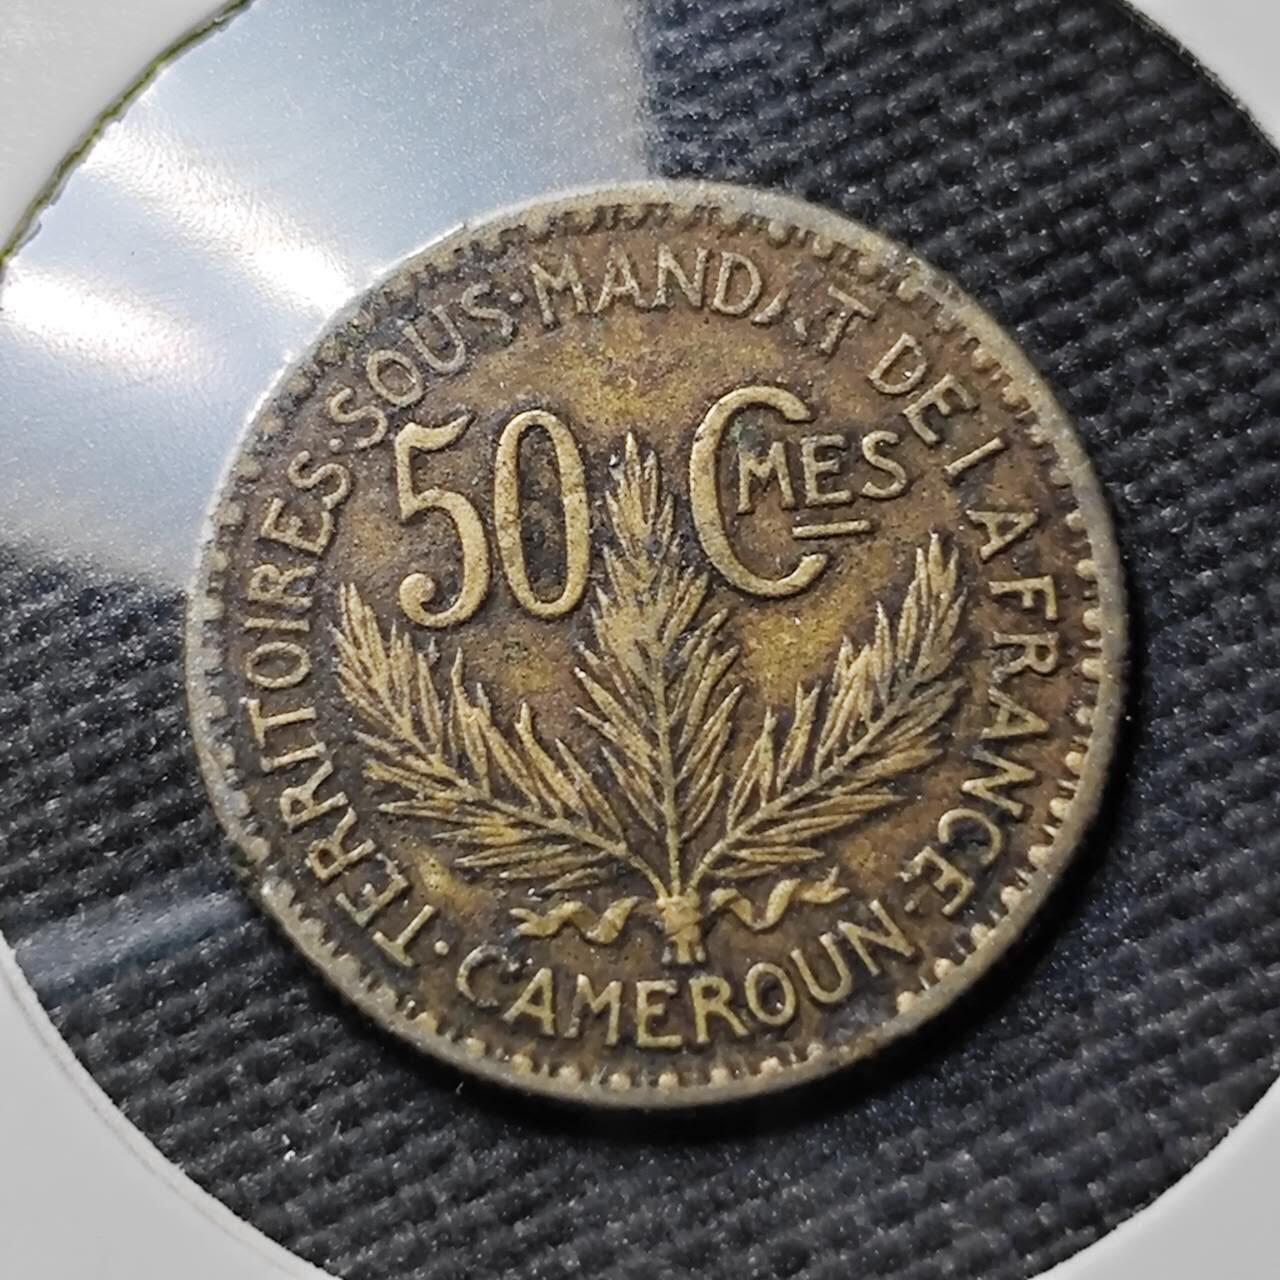 TERRITOIRES·SOUS·MANDAT DE LA FRANCE·
50 CMES
·CAMEROUN·